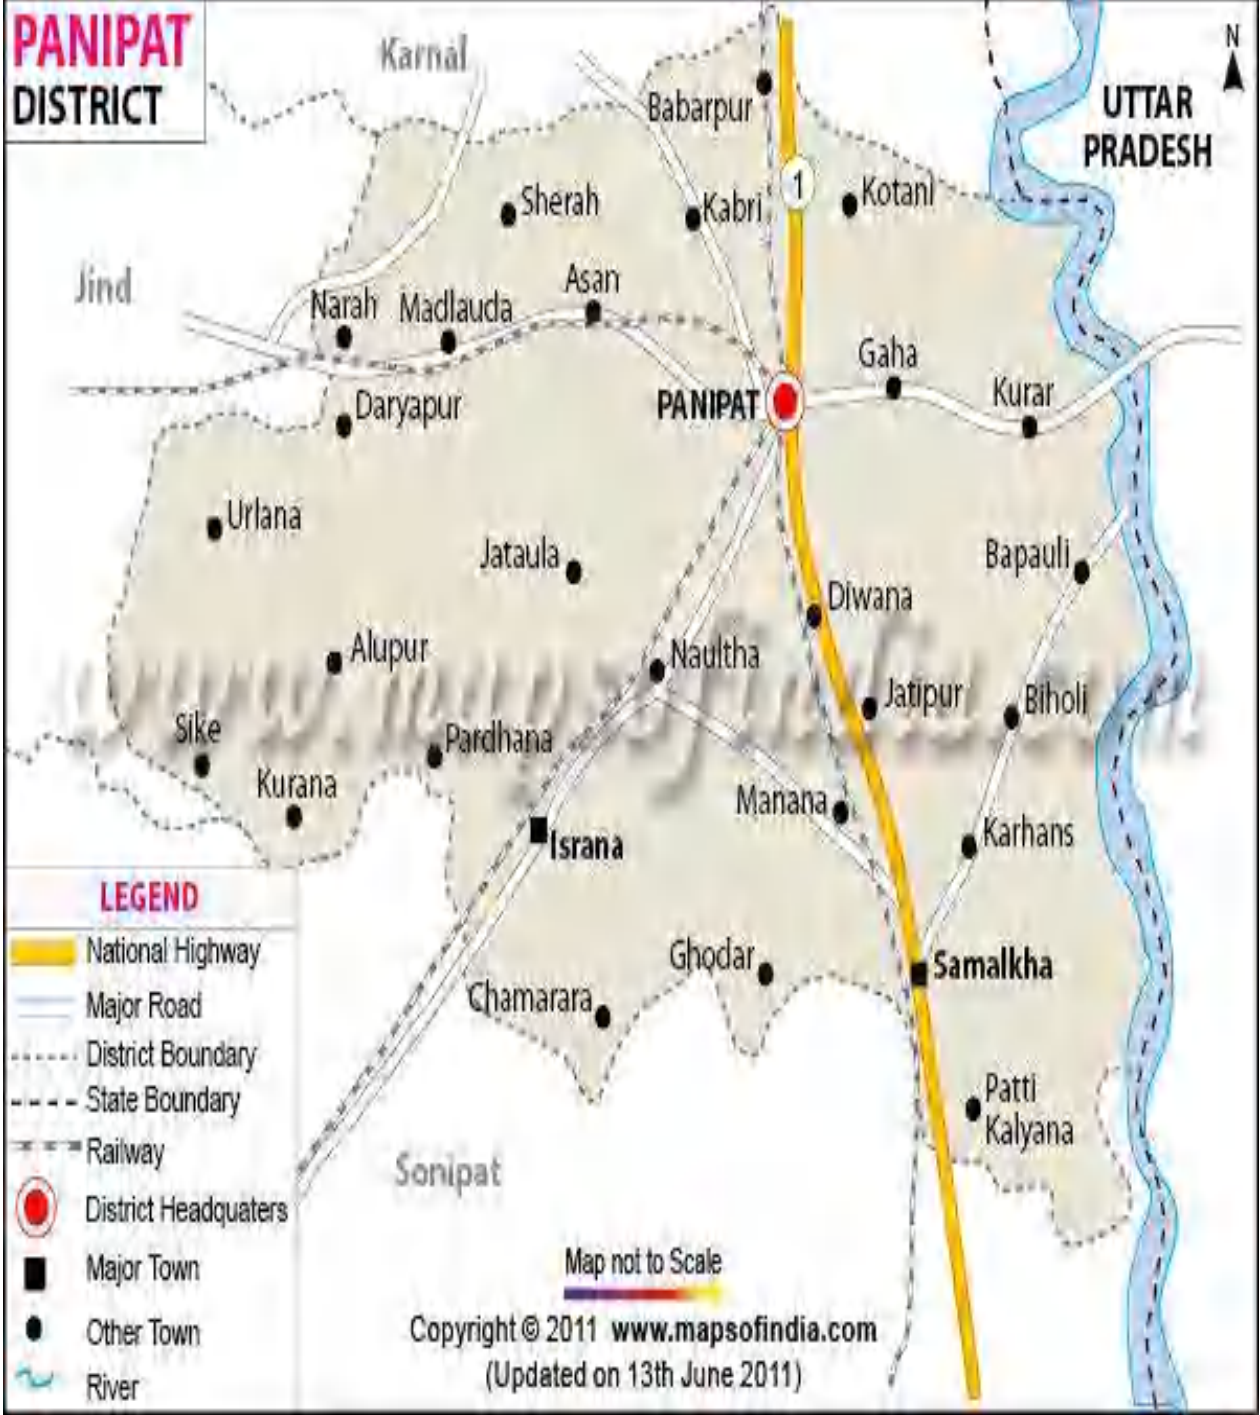 PANIPAT
DISTRICT
Karnal
N
UTTAR
PRADESH
Babarpur
1
Sherah
Kabri
Kotani
Jind
Asan
Narah
Madlauda
Gaha
PANIPAT
Kurar
Daryapur
Urlana
Jataula
Bapauli
Diwana
Alupur
Naultha
Jatipur
Biholi
www.mapsofindia.com
Sike
Pardhana
Kurana
Manana
Karhans
Israna
Ghodar
Samalkha
Chamarara
Patti
Kalyana
Sonipat
LEGEND
National Highway
Major Road
District Boundary
State Boundary
Railway
District Headquaters
Major Town
Other Town
River
Map not to Scale
Copyright © 2011 www.mapsofindia.com
(Updated on 13th June 2011)